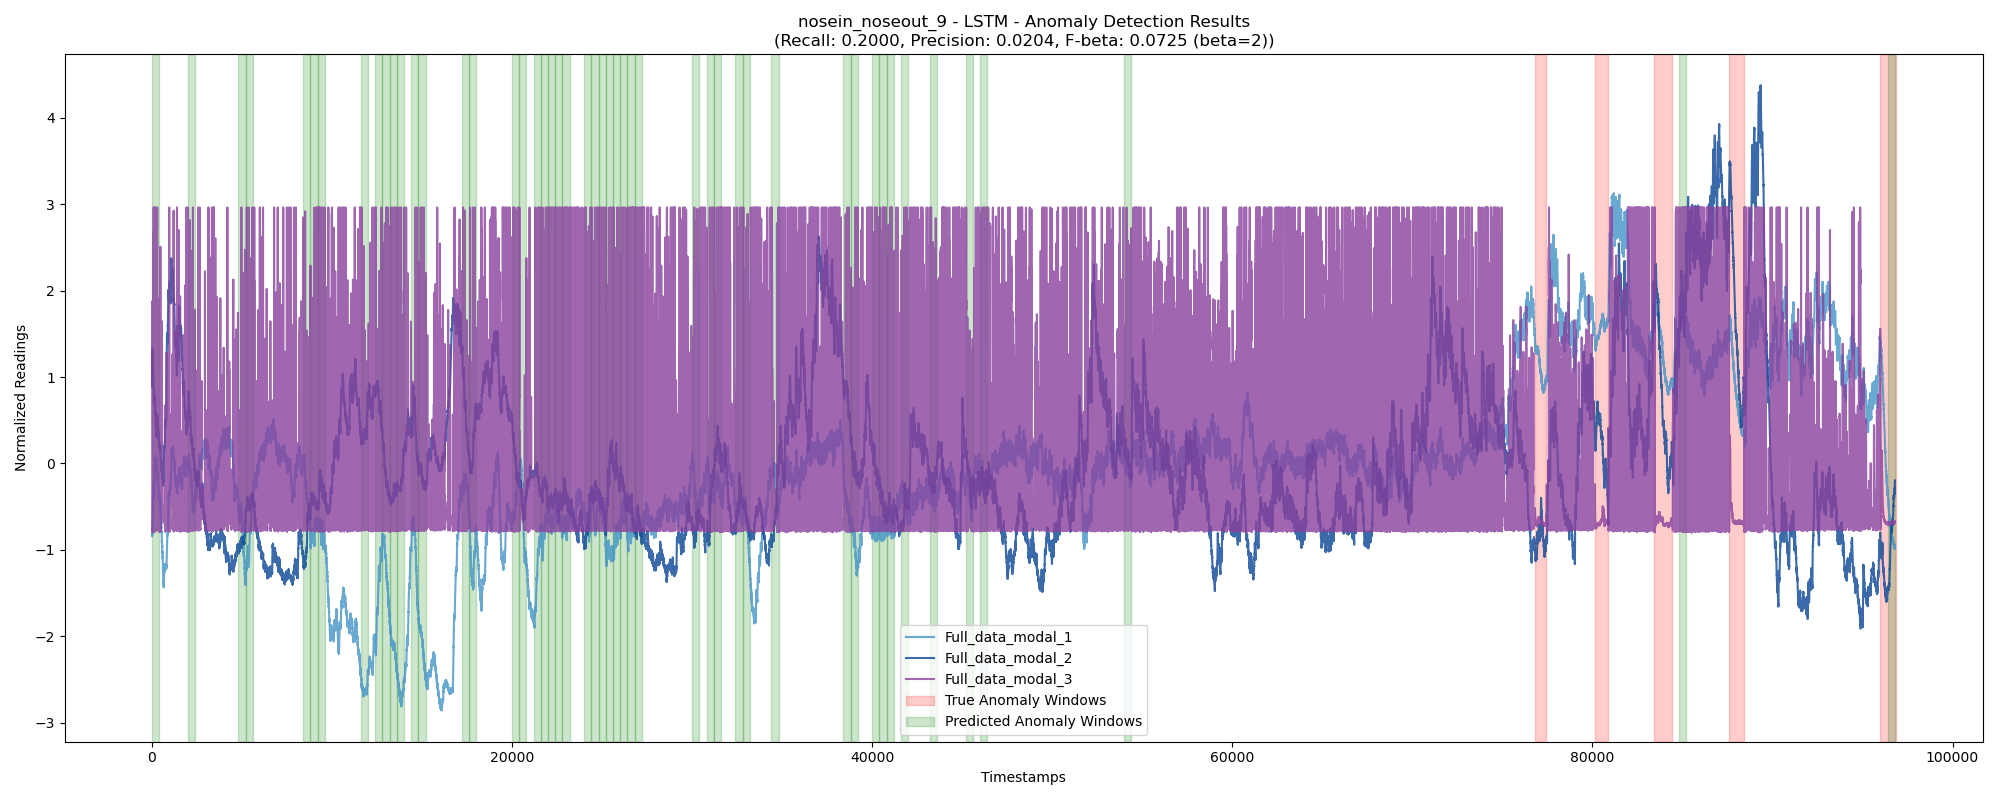 nosein_noseout_9 - LSTM - Anomaly Detection Results
(Recall: 0.2000, Precision: 0.0204, F-beta: 0.0725 (beta=2))
Normalized Readings
4
3
2
1
0
−1
−2
−3
Full_data_modal_1
Full_data_modal_2
Full_data_modal_3
True Anomaly Windows
Predicted Anomaly Windows
0 20000 40000 60000 80000 100000
Timestamps